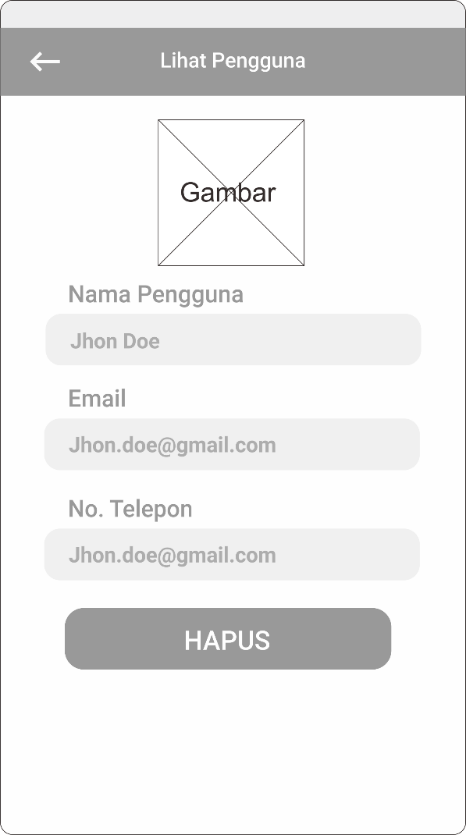 Lihat Pengguna
Gambar
Nama Pengguna
Jhon Doe
Email
Jhon.doe@gmail.com
No. Telepon
Jhon.doe@gmail.com
HAPUS